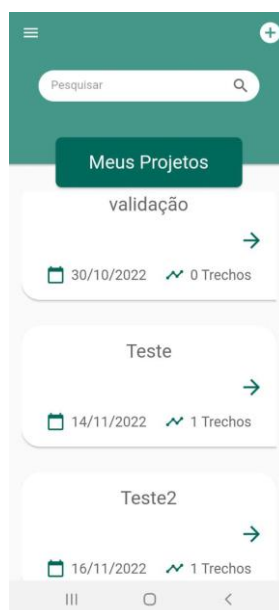 Pesquisar
Meus Projetos
validação
30/10/2022 0 Trechos
Teste
14/11/2022 1 Trechos
Teste2
16/11/2022 1 Trechos